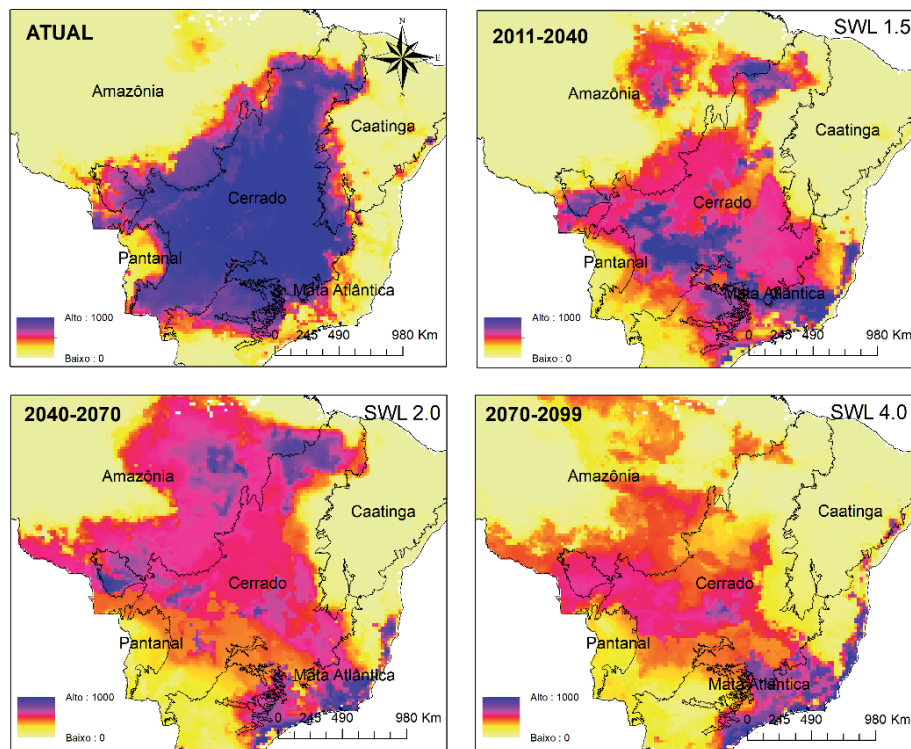 ATUAL
N
E
Amazônia
Caatinga
Cerrado
Pantanal
Mata Atlântica
Alto : 1000
Baixo : 0
0 245 490 980 Km
2011-2040
SWL 1.5
Amazônia
Caatinga
Cerrado
Pantanal
Mata Atlântica
Alto : 1000
Baixo : 0
0 245 490 980 Km
2040-2070
SWL 2.0
Amazônia
Caatinga
Cerrado
Pantanal
Mata Atlântica
Alto : 1000
Baixo : 0
0 245 490 980 Km
2070-2099
SWL 4.0
Amazônia
Caatinga
Cerrado
Pantanal
Mata Atlântica
Alto : 1000
Baixo : 0
0 245 490 980 Km